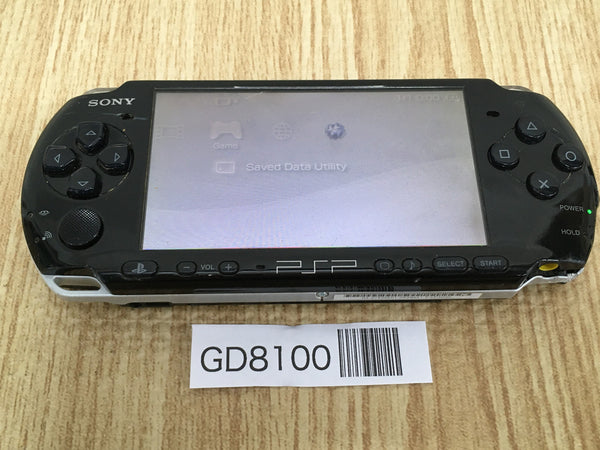 SONY
Game
Saved Data Utility
POWER
HOLD
VOL
PSP
SELECT
START
GD8100